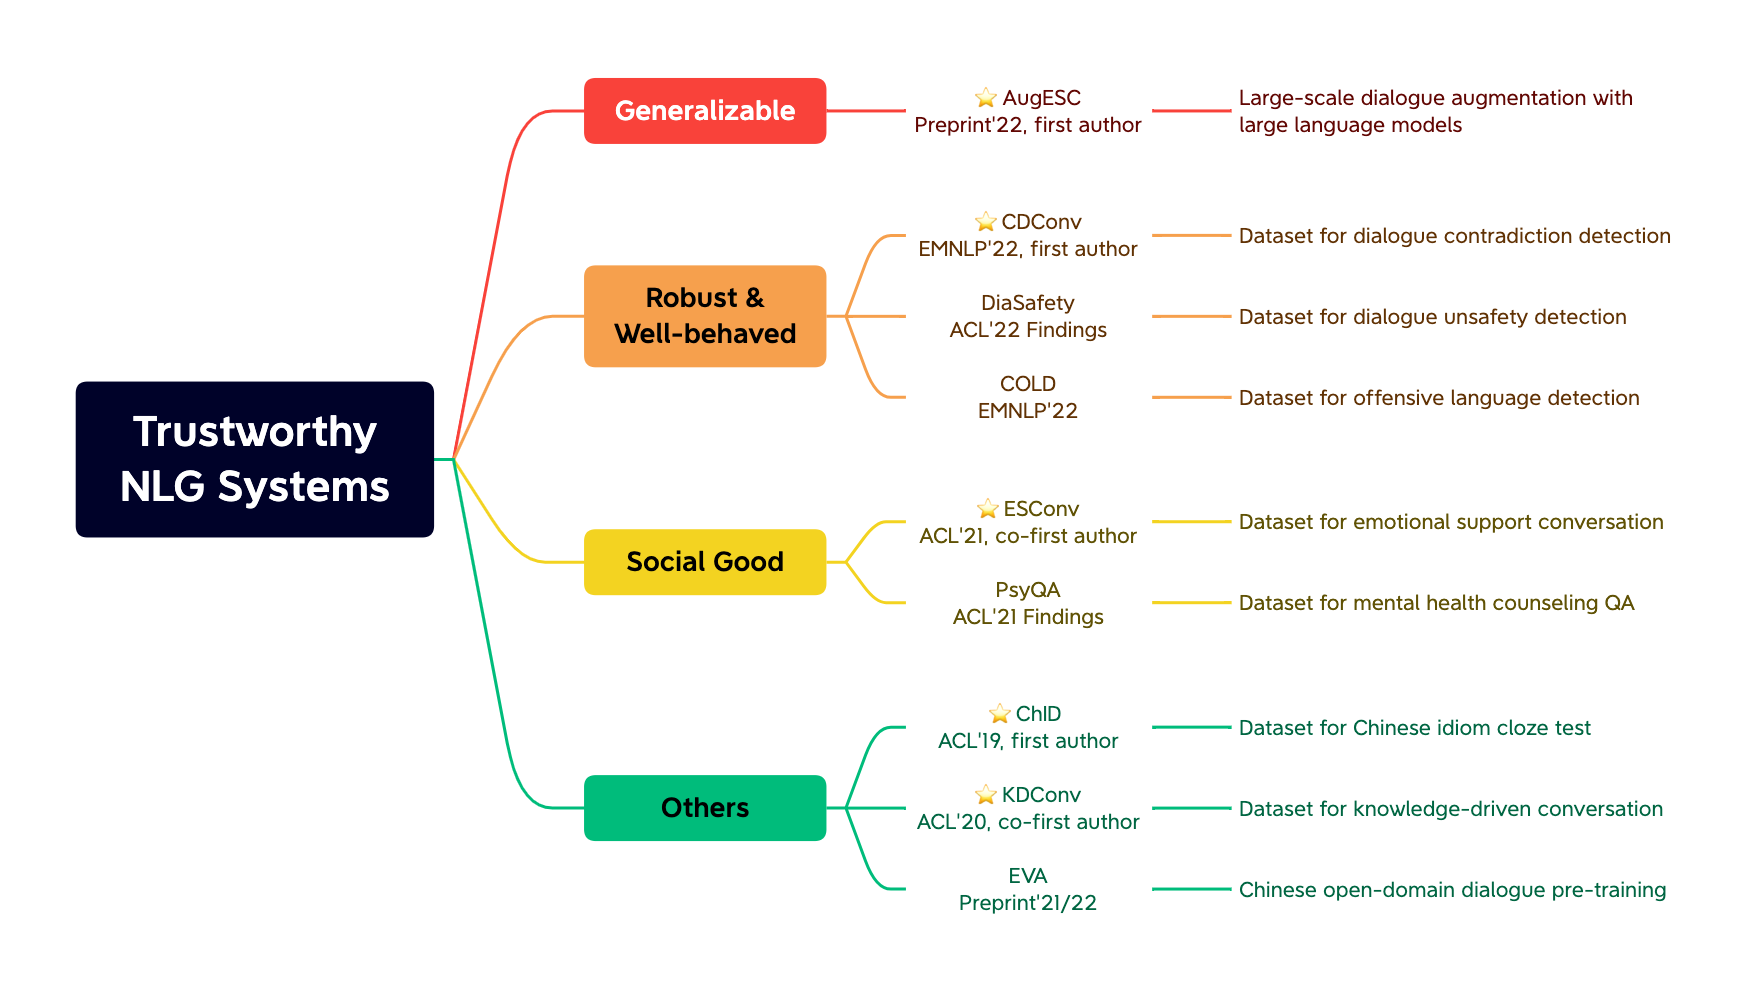 Trustworthy
NLG Systems
Generalizable
⭐ AugESC
Preprint'22, first author
Large-scale dialogue augmentation with
large language models
Robust &
Well-behaved
⭐ CDConv
EMNLP'22, first author
Dataset for dialogue contradiction detection
DiaSafety
ACL'22 Findings
Dataset for dialogue unsafety detection
COLD
EMNLP'22
Dataset for offensive language detection
Social Good
⭐ ESConv
ACL'21, co-first author
Dataset for emotional support conversation
PsyQA
ACL'21 Findings
Dataset for mental health counseling QA
Others
⭐ ChID
ACL'19, first author
Dataset for Chinese idiom cloze test
⭐ KDConv
ACL'20, co-first author
Dataset for knowledge-driven conversation
EVA
Preprint'21/22
Chinese open-domain dialogue pre-training